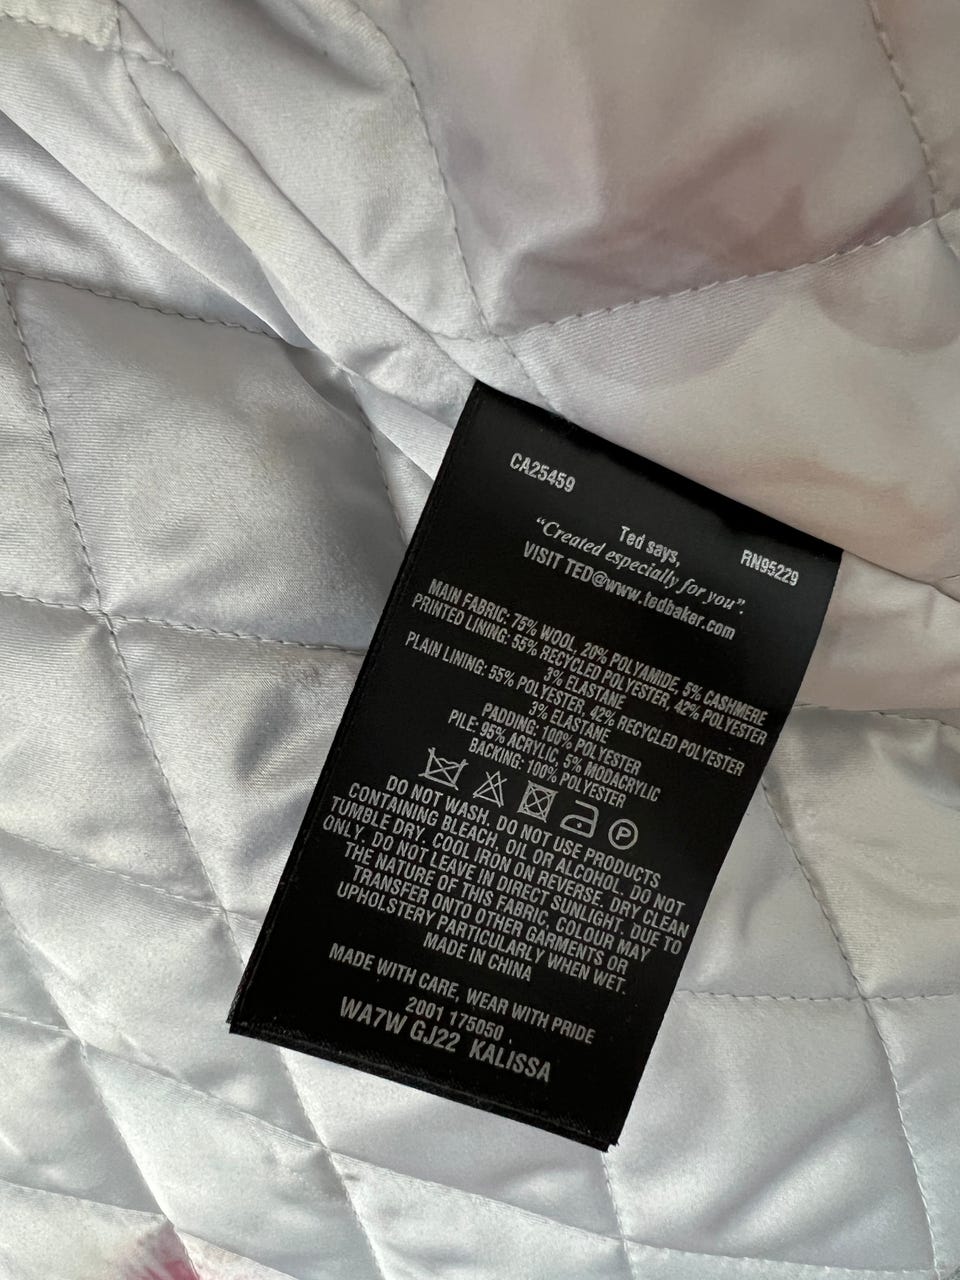 CA25459
RN95229
Ted says,
“Created especially for you”.
VISIT TED@www.tedbaker.com
MAIN FABRIC: 75% WOOL, 20% POLYAMIDE, 5% CASHMERE
PRINTED LINING: 55% RECYCLED POLYESTER, 42% POLYESTER
3% ELASTANE
PLAIN LINING: 55% POLYESTER, 42% RECYCLED POLYESTER
3% ELASTANE
PADDING: 100% POLYESTER
PILE: 95% ACRYLIC, 5% MODACRYLIC
BACKING: 100% POLYESTER
P
DO NOT WASH. DO NOT USE PRODUCTS
CONTAINING BLEACH, OIL OR ALCOHOL. DO NOT
TUMBLE DRY. COOL IRON ON REVERSE. DRY CLEAN
ONLY. DO NOT LEAVE IN DIRECT SUNLIGHT. DUE TO
THE NATURE OF THIS FABRIC, COLOUR MAY
TRANSFER ONTO OTHER GARMENTS OR
UPHOLSTERY PARTICULARLY WHEN WET.
MADE IN CHINA
MADE WITH CARE, WEAR WITH PRIDE
2001 175050 .
WA7W GJ22 KALISSA